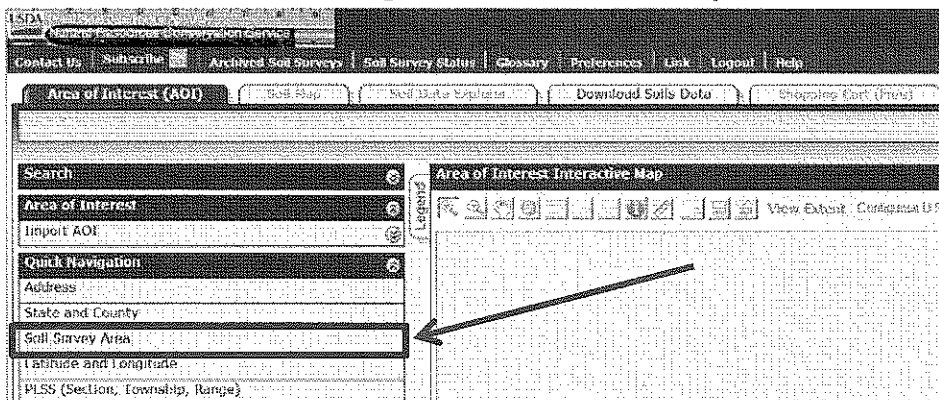 USDA
Natural Resources Conservation Service
Contact Us Subscribe Archived Soil Surveys Soil Survey Status Glossary Preferences Link Logout Help
Area of Interest (AOI) Soil Map Soil Data Explorer Download Soils Data Shopping Cart (Free)
Search
Area of Interest Interactive Map
Area of Interest
Legend
View Extent
Import AOI
Quick Navigation
Address
State and County
Soil Survey Area
Latitude and Longitude
PLSS (Section, Township, Range)